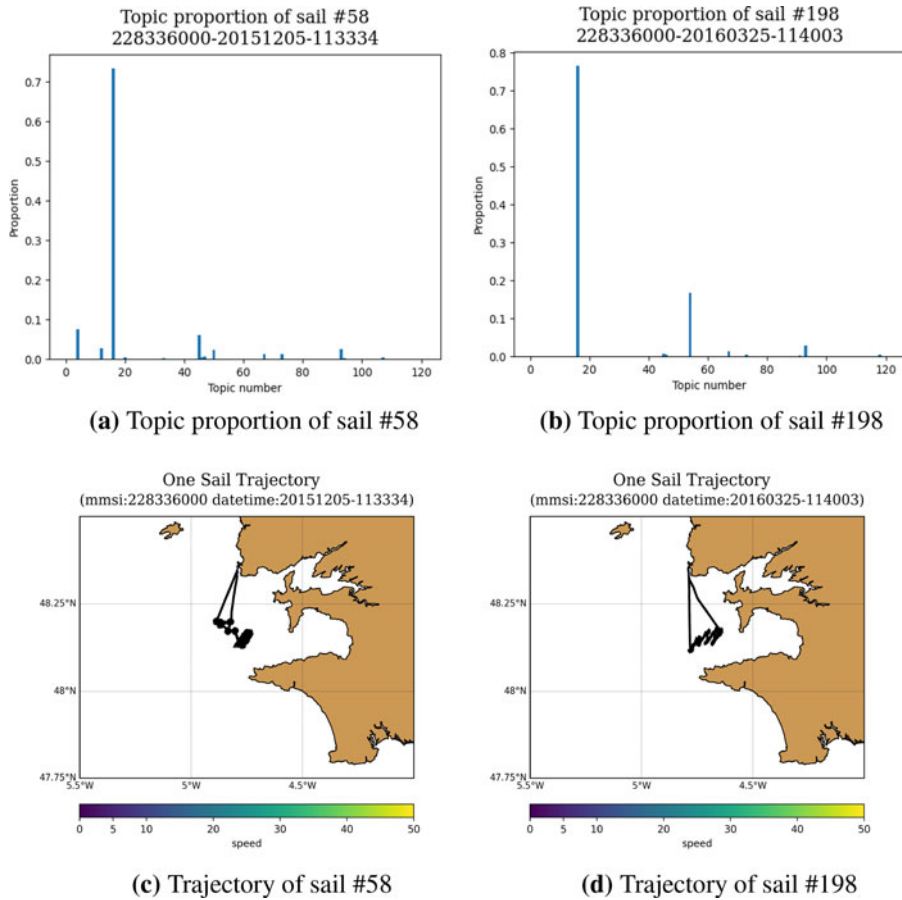 Topic proportion of sail #58
228336000-20151205-113334
0.7
0.6
0.5
0.4
0.3
0.2
0.1
0.0
Proportion
0 20 40 60 80 100 120
Topic number
(a) Topic proportion of sail #58
Topic proportion of sail #198
228336000-20160325-114003
0.8
0.7
0.6
0.5
0.4
0.3
0.2
0.1
0.0
Proportion
0 20 40 60 80 100 120
Topic number
(b) Topic proportion of sail #198
One Sail Trajectory
(mmsi:228336000 datetime:20151205-113334)
48.25°N
48°N
47.75°N
5.5°W 5°W 4.5°W
0 5 10 20 30 40 50
speed
(c) Trajectory of sail #58
One Sail Trajectory
(mmsi:228336000 datetime:20160325-114003)
48.25°N
48°N
47.75°N
5.5°W 5°W 4.5°W
0 5 10 20 30 40 50
speed
(d) Trajectory of sail #198